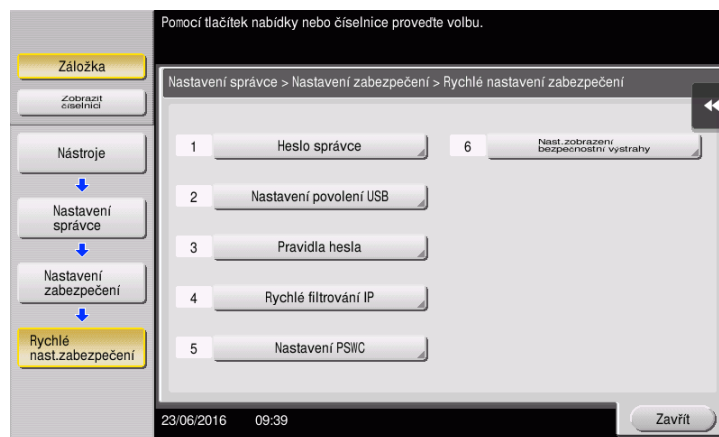 Pomocí tlačítek nabídky nebo číselnice proveďte volbu.
Záložka
Zobrazit
číselnici
Nástroje
Nastavení
správce
Nastavení
zabezpečení
Rychlé
nast.zabezpečení
Nastavení správce > Nastavení zabezpečení > Rychlé nastavení zabezpečení
1 Heslo správce
2 Nastavení povolení USB
3 Pravidla hesla
4 Rychlé filtrování IP
5 Nastavení PSWC
6 Nast.zobrazení
bezpečnostní výstrahy
23/06/2016 09:39
Zavřít